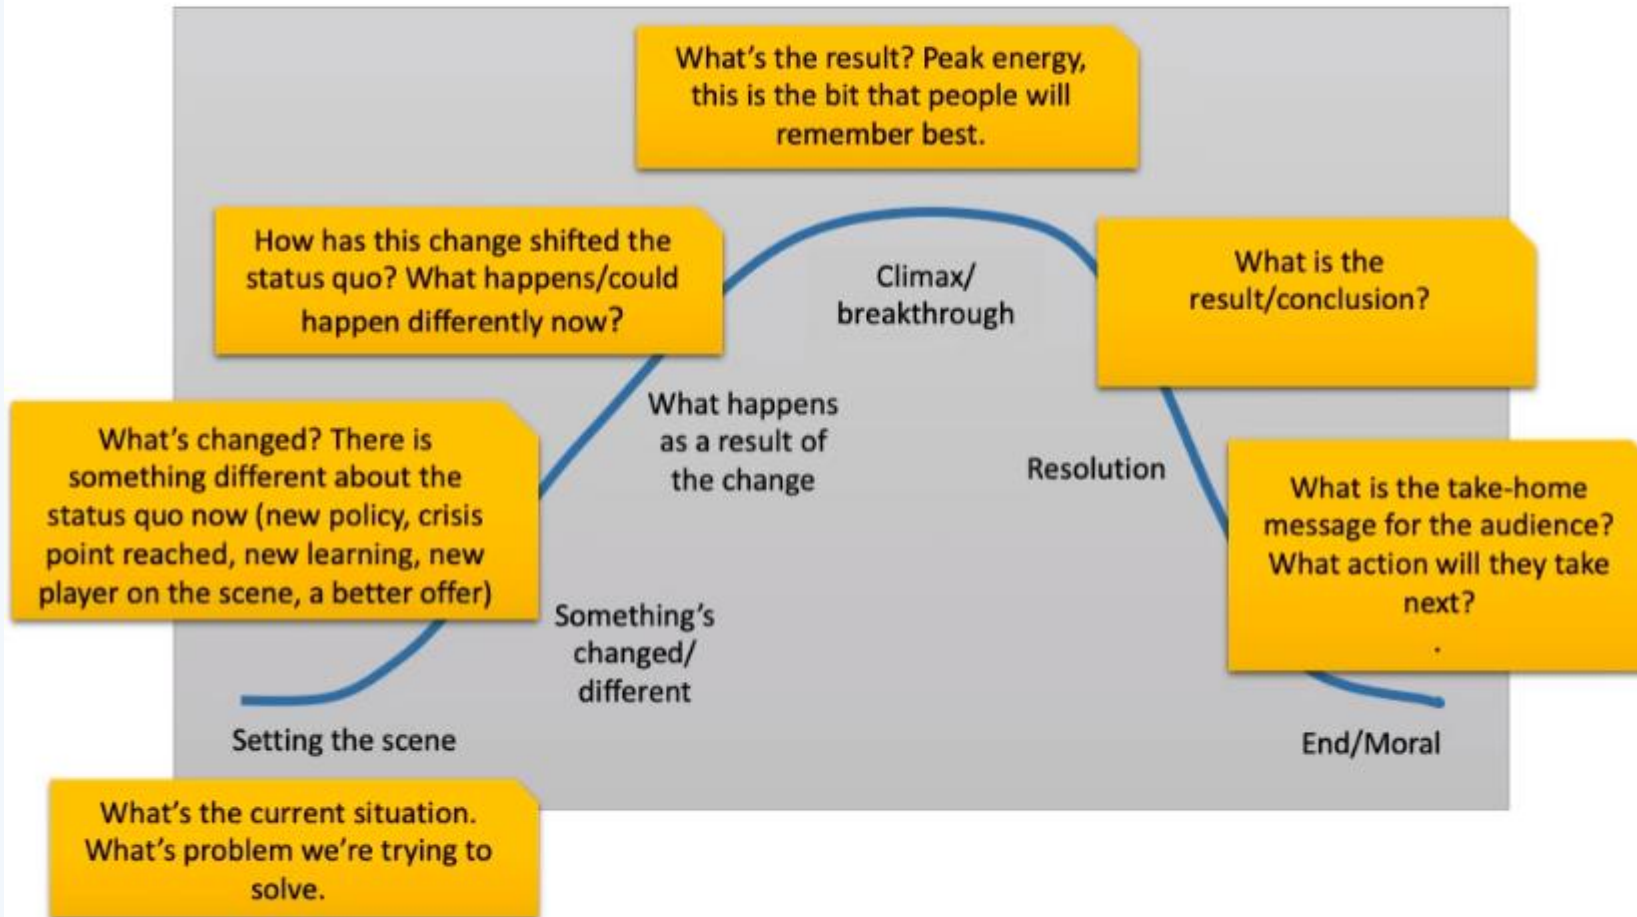 What's the result? Peak energy,
this is the bit that people will
remember best.
How has this change shifted the
status quo? What happens/could
happen differently now?
Climax/
breakthrough
What is the
result/conclusion?
What happens
as a result of
the change
What's changed? There is
something different about the
status quo now (new policy, crisis
point reached, new learning, new
player on the scene, a better offer)
Resolution
What is the take-home
message for the audience?
What action will they take
next?
.
Something's
changed/
different
Setting the scene
End/Moral
What's the current situation.
What's problem we're trying to
solve.